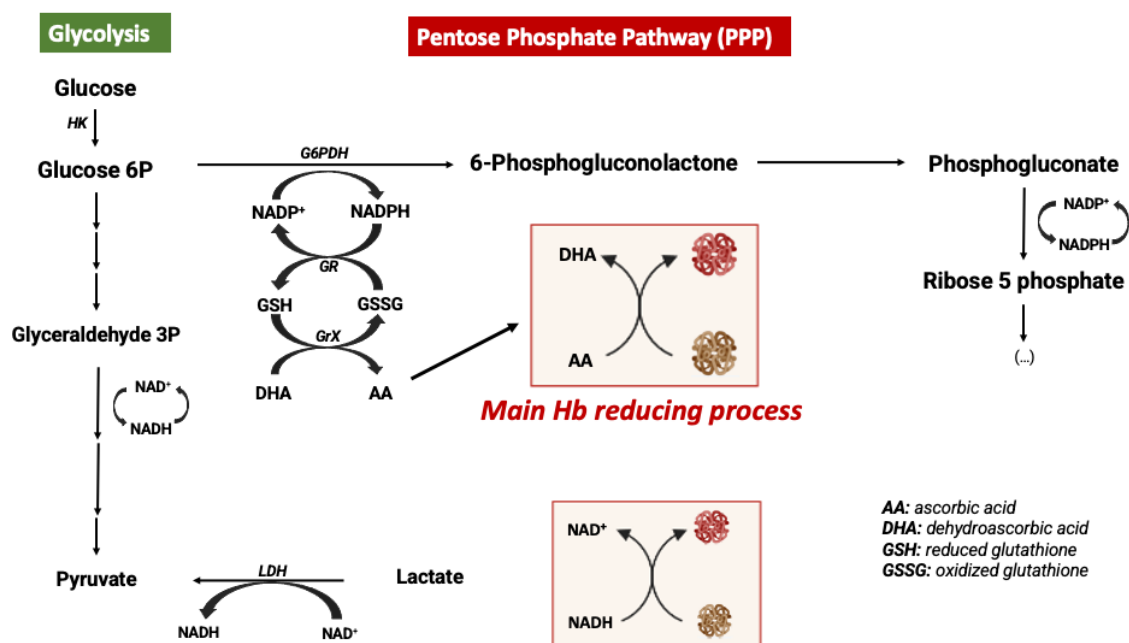 Glycolysis
Pentose Phosphate Pathway (PPP)
Glucose
HK
Glucose 6P
G6PDH
6-Phosphogluconolactone
Phosphogluconate
NADP+
NADPH
NADP+
NADPH
GR
GSH
GSSG
GrX
DHA
AA
DHA
AA
Main Hb reducing process
Ribose 5 phosphate
(...)
Glyceraldehyde 3P
NAD+
NADH
Pyruvate
LDH
Lactate
NADH
NAD+
NAD+
NADH
AA: ascorbic acid
DHA: dehydroascorbic acid
GSH: reduced glutathione
GSSG: oxidized glutathione